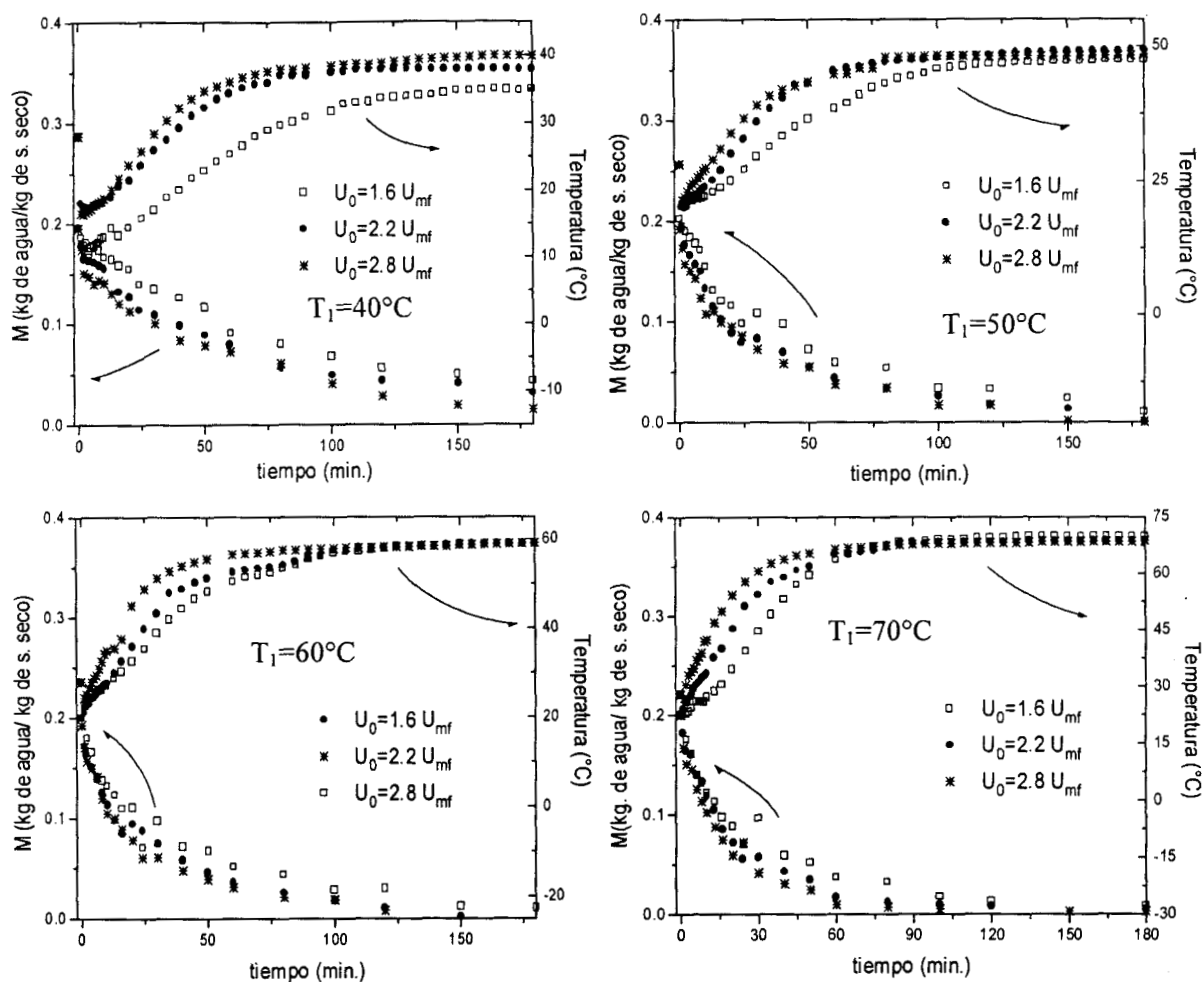 0.4
0.3
0.2
0.1
0.0
M (kg de agua/kg de s. seco)
40
30
20
10
0
-10
Temperatura (°C)
U0=1.6 Umf
U0=2.2 Umf
U0=2.8 Umf
T1=40°C
0 50 100 150
tiempo (min.)
0.4
0.3
0.2
0.1
0.0
M (kg de agua/kg de s. seco)
50
25
0
Temperatura (°C)
U0=1.6 Umf
U0=2.2 Umf
U0=2.8 Umf
T1=50°C
0 50 100 150
tiempo (min.)
0.4
0.3
0.2
0.1
0.0
M (kg de agua/ kg de s. seco)
60
40
20
0
-20
Temperatura (°C)
T1=60°C
U0=1.6 Umf
U0=2.2 Umf
U0=2.8 Umf
0 50 100 150
tiempo (min.)
0.4
0.3
0.2
0.1
0.0
M(kg. de agua/ kg de s. seco)
75
60
45
30
15
0
-15
-30
Temperatura (°C)
T1=70°C
U0=1.6 Umf
U0=2.2 Umf
U0=2.8 Umf
0 30 60 90 120 150 180
tiempo (min.)